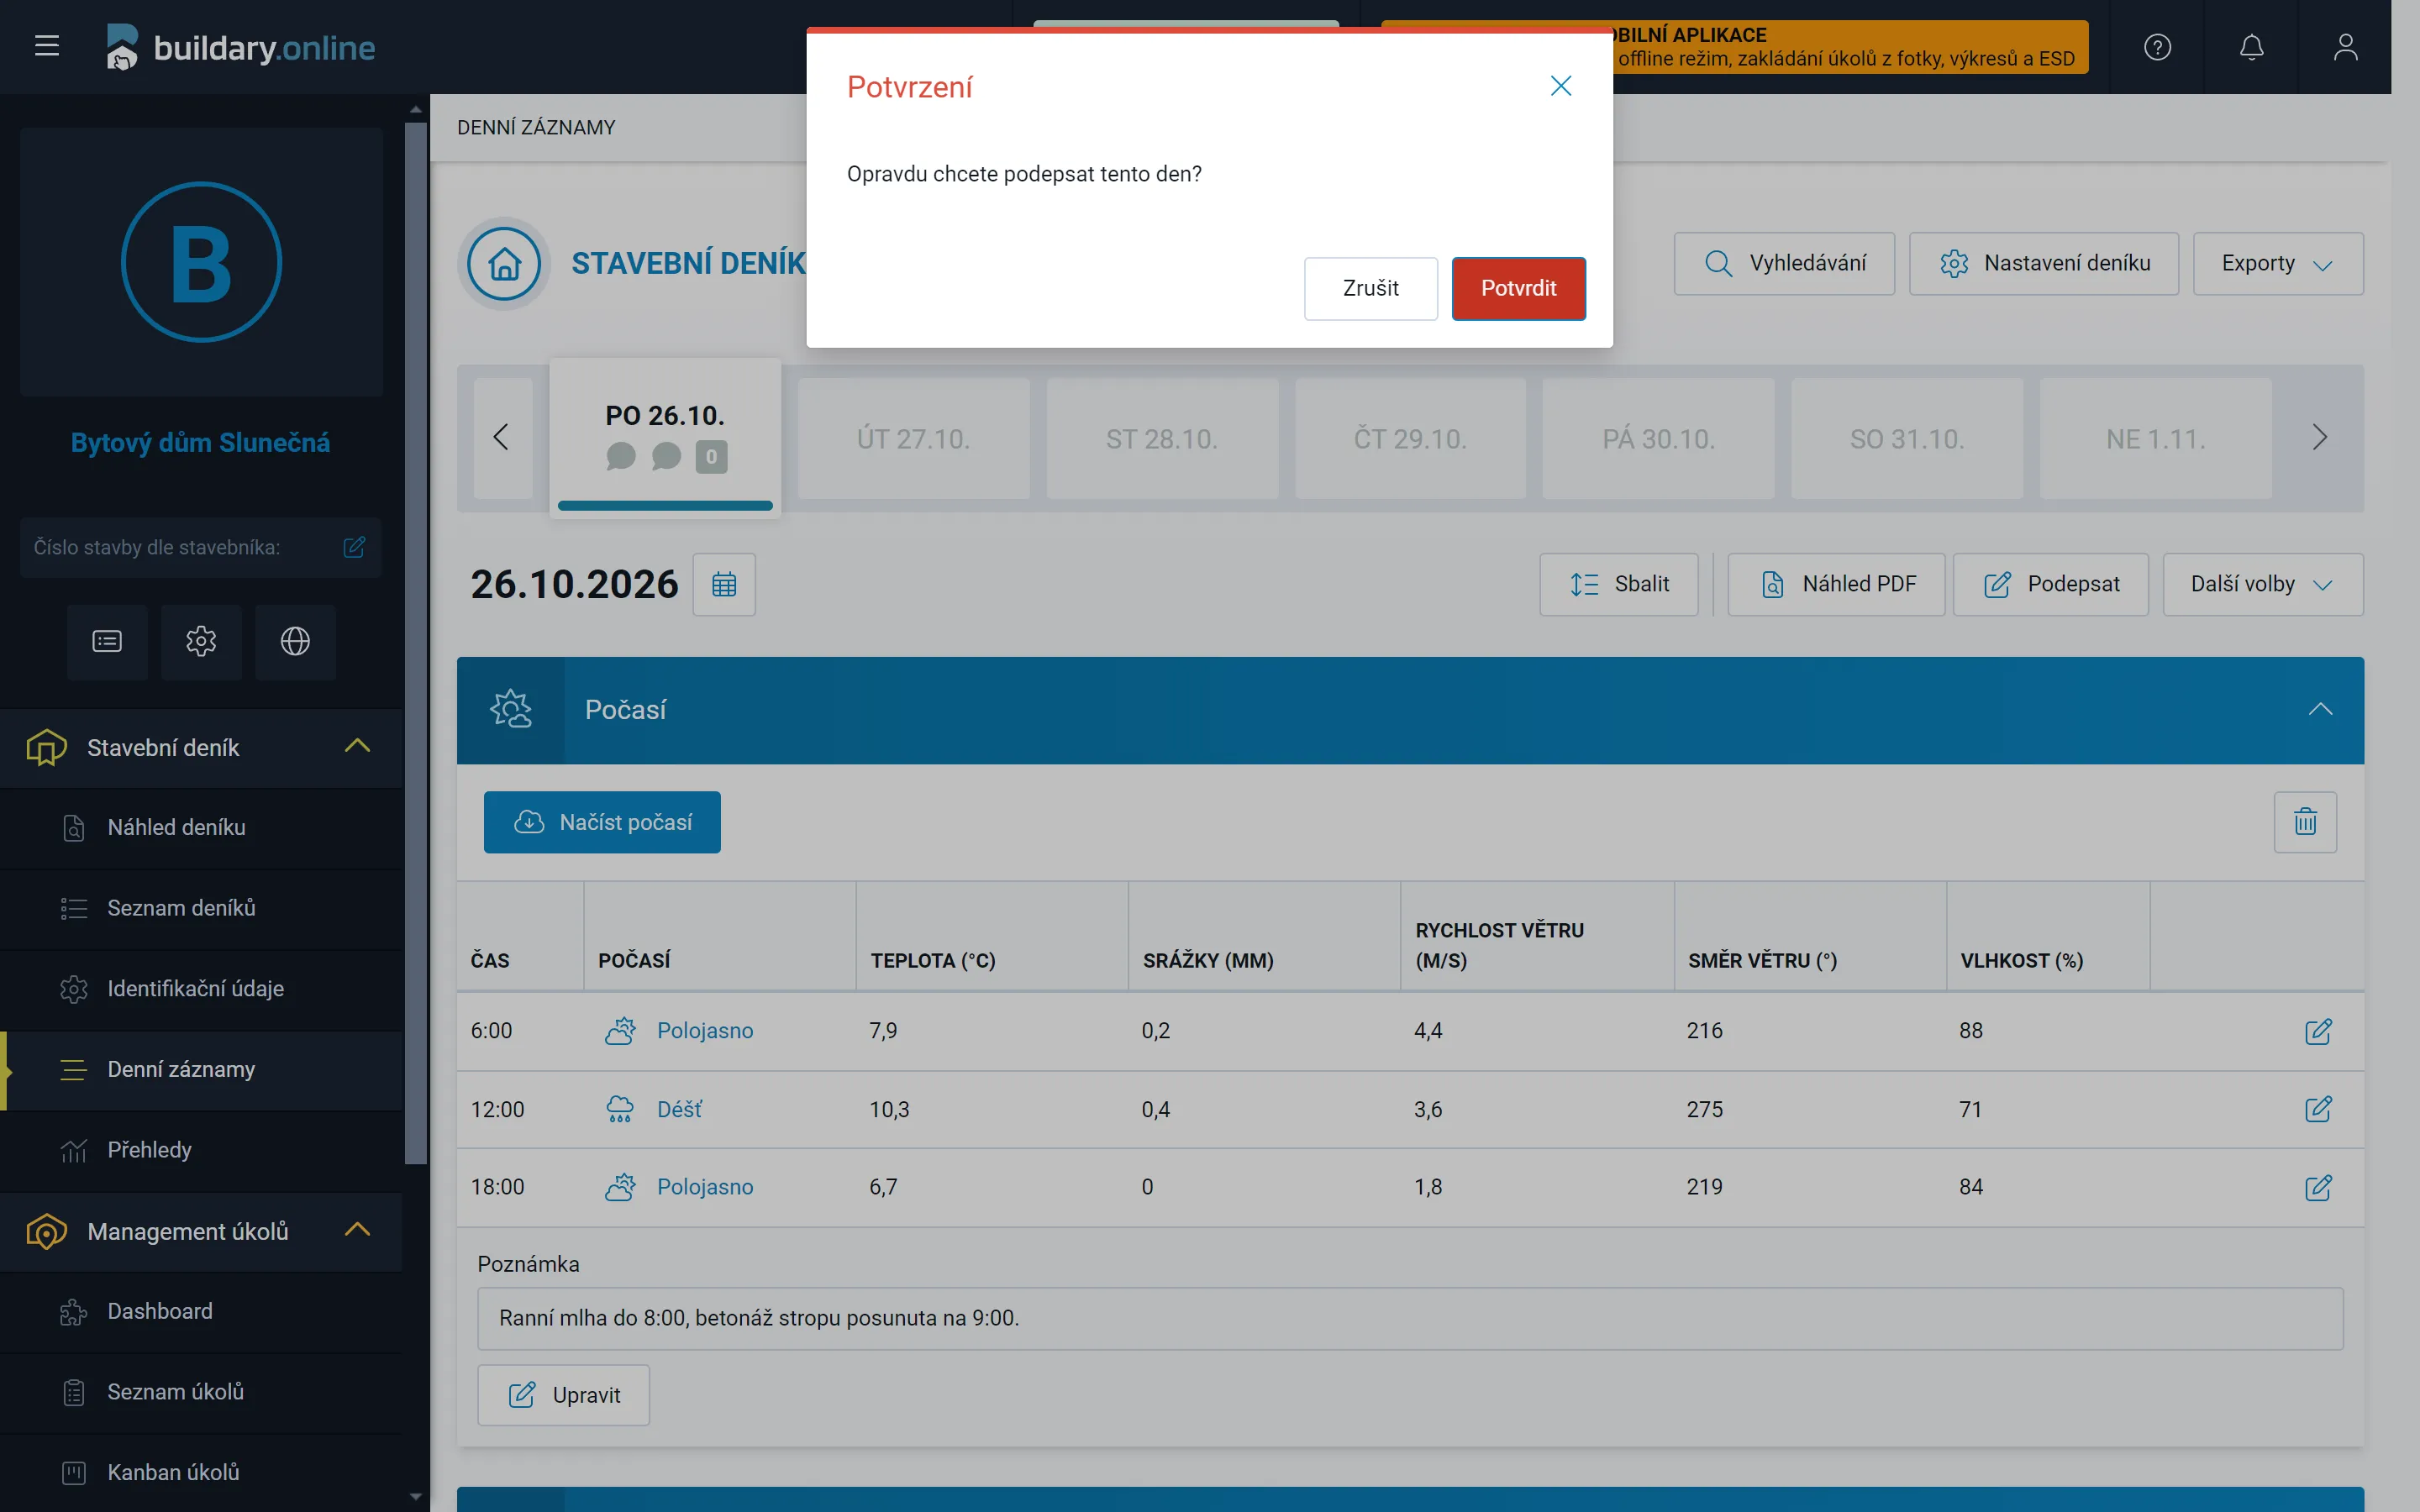 buildary.online
BILNÍ APLIKACE
offline režim, zakládání úkolů z fotky, výkresů a ESD
Potvrzení
Opravdu chcete podepsat tento den?
Zrušit
Potvrdit
B
Bytový dům Slunečná
Číslo stavby dle stavebníka:
Stavební deník
Náhled deníku
Seznam deníků
Identifikační údaje
Denní záznamy
Přehledy
Management úkolů
Dashboard
Seznam úkolů
Kanban úkolů
DENNÍ ZÁZNAMY
STAVEBNÍ DENÍK
Vyhledávání
Nastavení deníku
Exporty
PO 26.10.
0
ÚT 27.10.
ST 28.10.
ČT 29.10.
PÁ 30.10.
SO 31.10.
NE 1.11.
26.10.2026
Sbalit
Náhled PDF
Podepsat
Další volby
Počasí
Načíst počasí
ČAS POČASÍ TEPLOTA (°C) SRÁŽKY (MM) RYCHLOST VĚTRU (M/S) SMĚR VĚTRU (°) VLHKOST (%)
6:00 Polojasno 7,9 0,2 4,4 216 88
12:00 Déšť 10,3 0,4 3,6 275 71
18:00 Polojasno 6,7 0 1,8 219 84
Poznámka
Ranní mlha do 8:00, betonáž stropu posunuta na 9:00.
Upravit